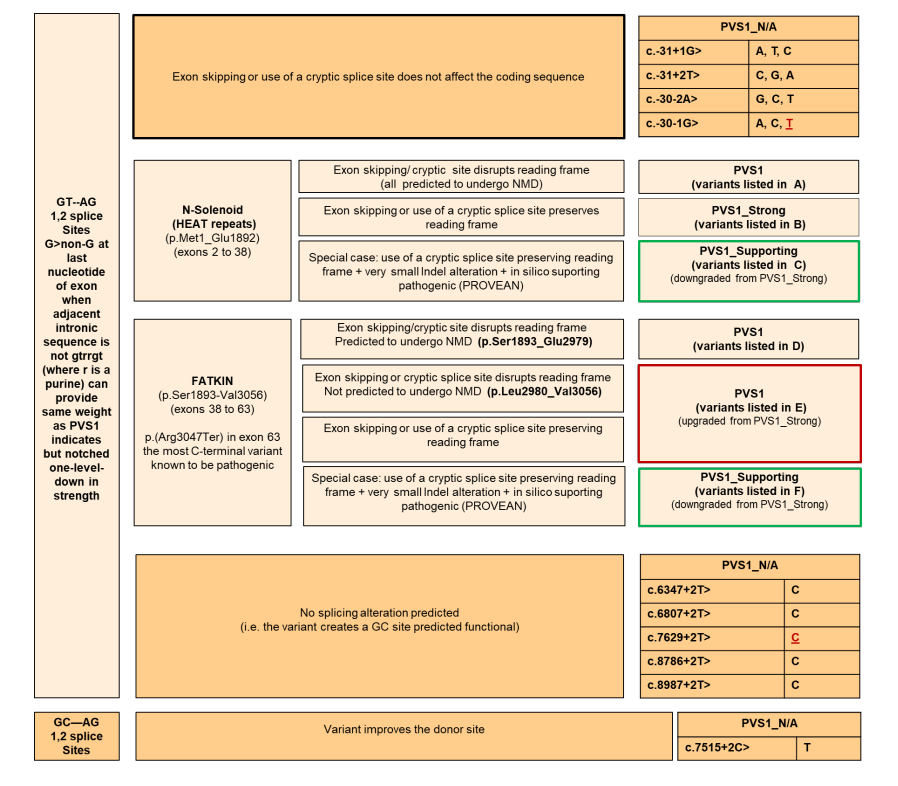 GT--AG
1,2 splice
Sites
G>non-G at
last
nucleotide
of exon
when
adjacent
intronic
sequence is
not gtrrgt
(where r is a
purine) can
provide
same weight
as PVS1
indicates
but notched
one-level-
down in
strength
Exon skipping or use of a cryptic splice site does not affect the coding sequence
PVS1_N/A
c.-31+1G> A, T, C
c.-31+2T> C, G, A
c.-30-2A> G, C, T
c.-30-1G> A, C, T
N-Solenoid
(HEAT repeats)
(p.Met1_Glu1892)
(exons 2 to 38)
Exon skipping/ cryptic site disrupts reading frame
(all predicted to undergo NMD)
PVS1
(variants listed in A)
Exon skipping or use of a cryptic splice site preserves
reading frame
PVS1_Strong
(variants listed in B)
Special case: use of a cryptic splice site preserving reading
frame + very small Indel alteration + in silico suporting
pathogenic (PROVEAN)
PVS1_Supporting
(variants listed in C)
(downgraded from PVS1_Strong)
FATKIN
(p.Ser1893-Val3056)
(exons 38 to 63)
p.(Arg3047Ter) in exon 63
the most C-terminal variant
known to be pathogenic
Exon skipping/cryptic site disrupts reading frame
Predicted to undergo NMD (p.Ser1893_Glu2979)
PVS1
(variants listed in D)
Exon skipping or cryptic splice site disrupts reading frame
Not predicted to undergo NMD (p.Leu2980_Val3056)
Exon skipping or use of a cryptic splice site preserving
reading frame
PVS1
(variants listed in E)
(upgraded from PVS1_Strong)
Special case: use of a cryptic splice site preserving reading
frame + very small Indel alteration + in silico suporting
pathogenic (PROVEAN)
PVS1_Supporting
(variants listed in F)
(downgraded from PVS1_Strong)
No splicing alteration predicted
(i.e. the variant creates a GC site predicted functional)
PVS1_N/A
c.6347+2T> C
c.6807+2T> C
c.7629+2T> C
c.8786+2T> C
c.8987+2T> C
GC—AG
1,2 splice
Sites
Variant improves the donor site
PVS1_N/A
c.7515+2C> T